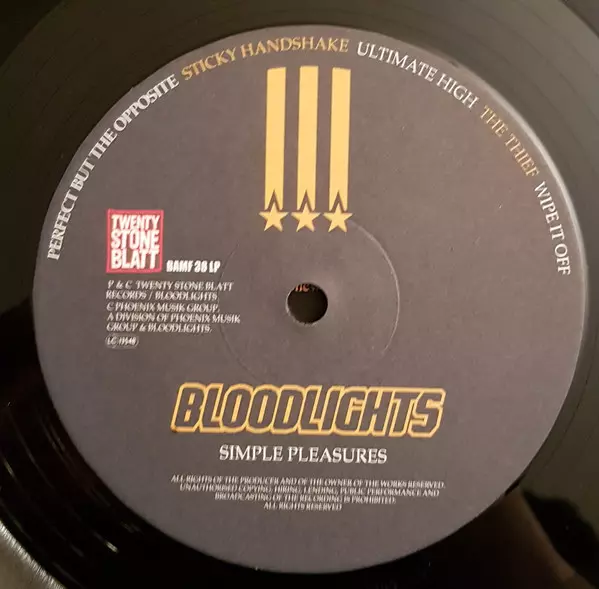 PERFECT BUT THE OPPOSITE STICKY HANDSHAKE ULTIMATE HIGH THE THIEF WIPE IT OFF
TWENTY
STONE
BLATT
BAMF 38 LP
P & C TWENTY STONE BLATT
RECORDS / BLOODLIGHTS
C PHOENIX MUSIK GROUP,
A DIVISION OF PHOENIX MUSIK
GROUP & BLOODLIGHTS.
BLOODLIGHTS
SIMPLE PLEASURES
ALL RIGHTS OF THE PRODUCER AND OF THE OWNER OF THE WORKS RESERVED.
UNAUTHORISED COPYING, HIRING, LENDING, PUBLIC PERFORMANCE AND
BROADCASTING OF THE RECORDING IS PROHIBITED.
ALL RIGHTS RESERVED